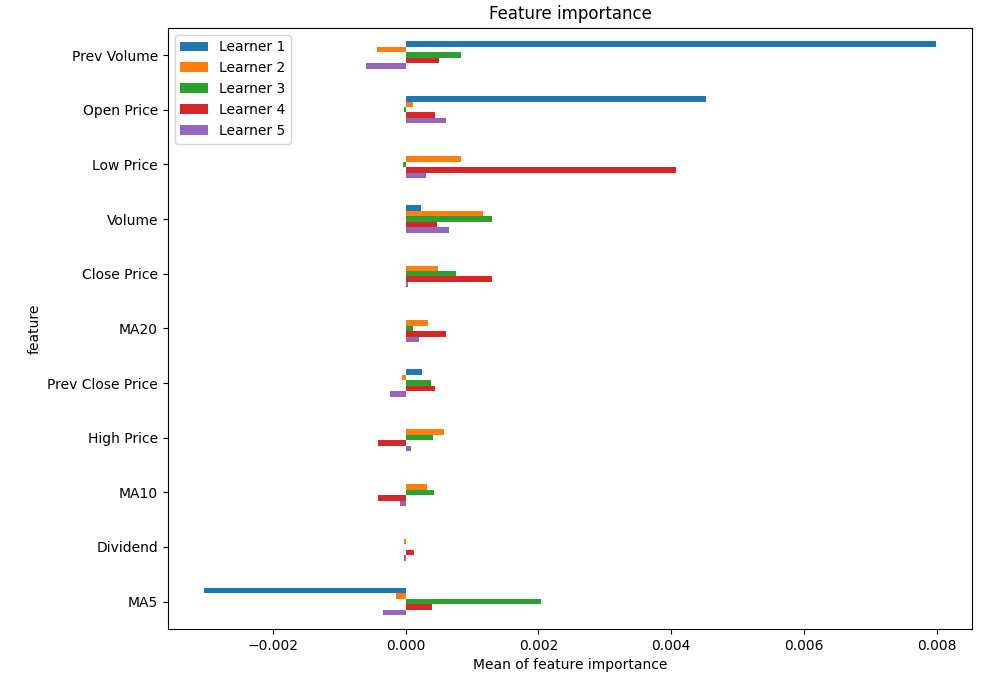 Feature importance
Learner 1
Learner 2
Learner 3
Learner 4
Learner 5
feature
Prev Volume
Open Price
Low Price
Volume
Close Price
MA20
Prev Close Price
High Price
MA10
Dividend
MA5
−0.002 0.000 0.002 0.004 0.006 0.008
Mean of feature importance